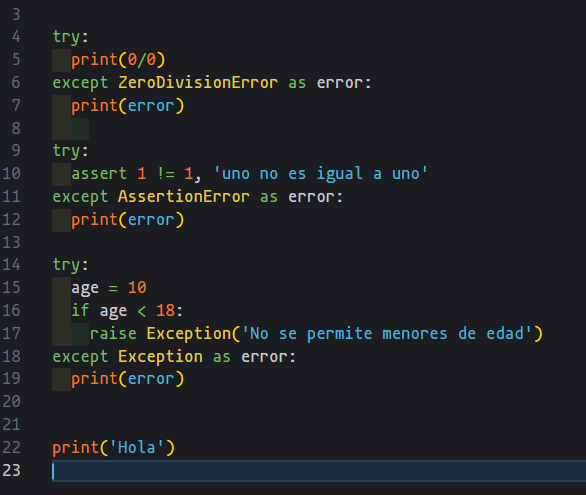 3
4 try:
5   print(0/0)
6 except ZeroDivisionError as error:
7   print(error)
8
9 try:
10   assert 1 != 1, 'uno no es igual a uno'
11 except AssertionError as error:
12   print(error)
13
14 try:
15   age = 10
16   if age < 18:
17     raise Exception('No se permite menores de edad')
18 except Exception as error:
19   print(error)
20
21
22 print('Hola')
23